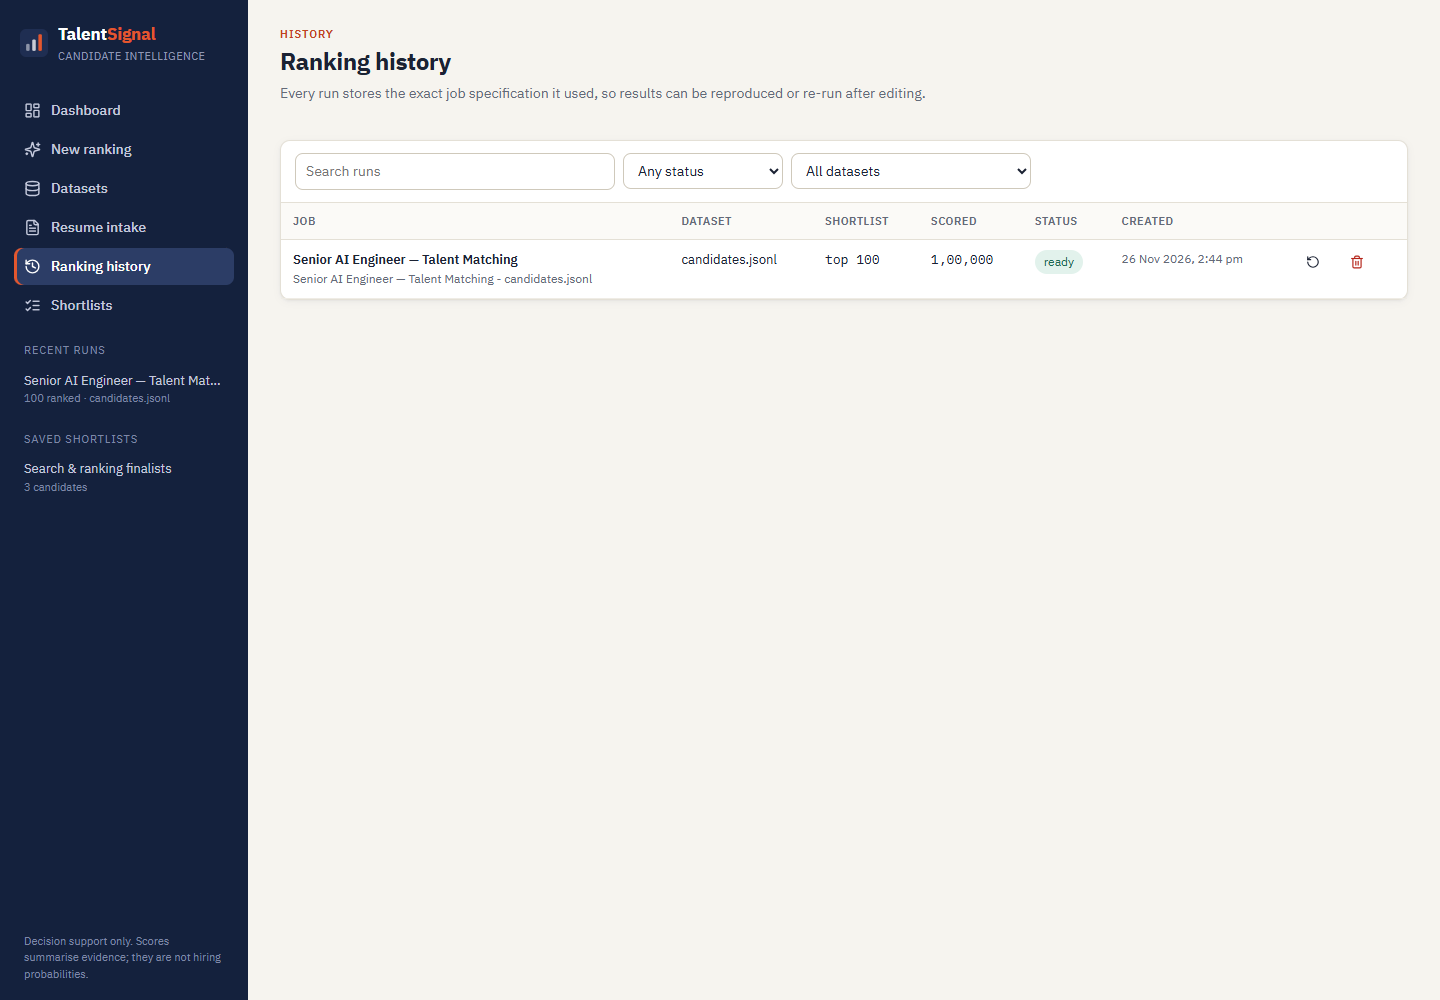 TalentSignal
CANDIDATE INTELLIGENCE
Dashboard
New ranking
Datasets
Resume intake
Ranking history
Shortlists
RECENT RUNS
Senior AI Engineer — Talent Mat...
100 ranked · candidates.jsonl
SAVED SHORTLISTS
Search & ranking finalists
3 candidates
Decision support only. Scores
summarise evidence; they are not hiring
probabilities.
HISTORY
Ranking history
Every run stores the exact job specification it used, so results can be reproduced or re-run after editing.
Search runs
Any status
All datasets
JOB DATASET SHORTLIST SCORED STATUS CREATED
Senior AI Engineer — Talent Matching candidates.jsonl top 100 1,00,000 ready 26 Nov 2026, 2:44 pm
Senior AI Engineer — Talent Matching - candidates.jsonl